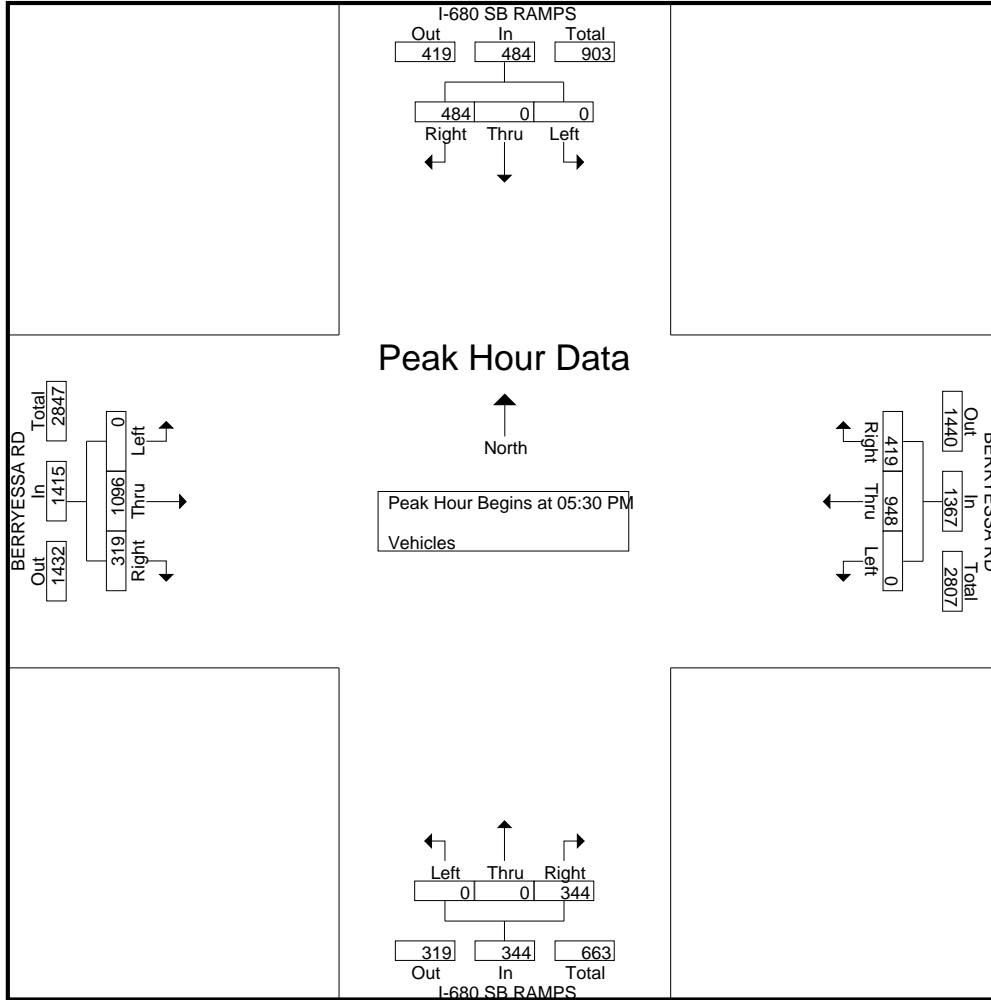 I-680 SB RAMPS
Out In Total
419 484 903
484 0 0
Right Thru Left
Peak Hour Data
North
Peak Hour Begins at 05:30 PM
Vehicles
BERRYESSA RD
Out In Total
1432 1415 2847
319 1096 0
Right Thru Left
BERRYESSA RD
Out In Total
1440 1367 2807
419 948 0
Right Thru Left
Left Thru Right
0 0 344
319 344 663
Out In Total
I-680 SB RAMPS